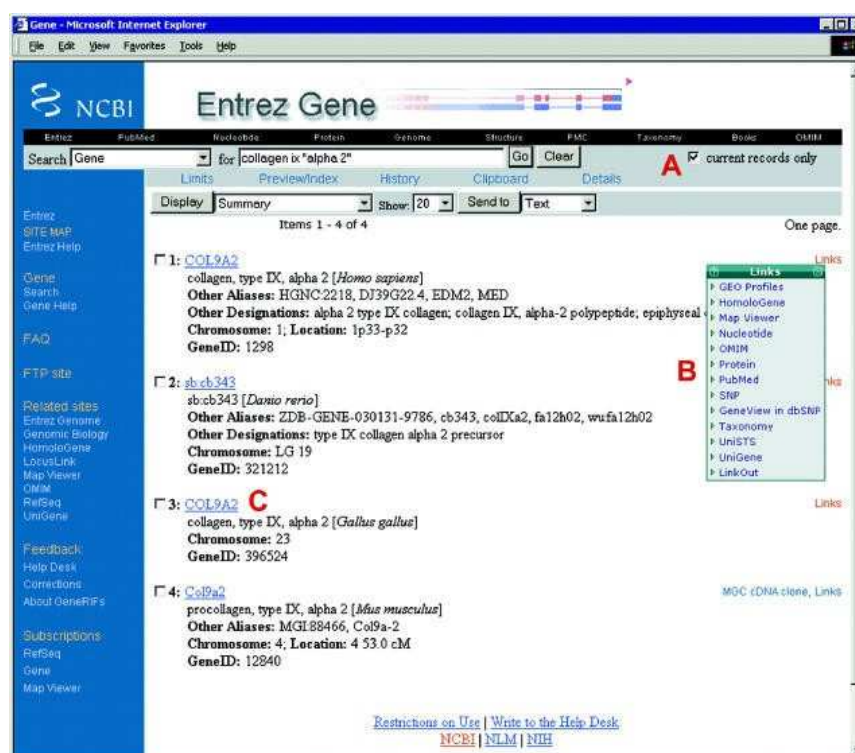 Gene - Microsoft Internet Explorer
File Edit View Favorites Tools Help
NCBI
Entrez Gene
Entrez PubMed Nucleotide Protein Genome Structure PMC Taxonomy Books OMIM
Search Gene for collagen ix "alpha 2" Go Clear A current records only
Limits Preview/Index History Clipboard Details
Display Summary Show: 20 Send to Text
Items 1 - 4 of 4 One page.
Entrez
SITE MAP
Entrez Help
Gene
Search
Gene Help
FAQ
FTP site
Related sites
Entrez Genome
Genomic Biology
HomoloGene
LocusLink
Map Viewer
OMIM
RefSeq
UniGene
Feedback
Help Desk
Corrections
About GeneRIFs
Subscriptions
RefSeq
Gene
Map Viewer
1: COL9A2 Links
collagen, type IX, alpha 2 [Homo sapiens]
Other Aliases: HGNC:2218, DJ39G22.4, EDM2, MED
Other Designations: alpha 2 type IX collagen; collagen IX, alpha-2 polypeptide; epiphyseal
Chromosome: 1; Location: 1p33-p32
GeneID: 1298
Links
GEO Profiles
HomoloGene
Map Viewer
Nucleotide
OMIM
Protein
PubMed
SNP
GeneView in dbSNP
Taxonomy
UniSTS
UniGene
LinkOut
B
2: sb:cb343
sb:cb343 [Danio rerio]
Other Aliases: ZDB-GENE-030131-9786, cb343, colIXa2, fa12h02, wu:fa12h02
Other Designations: type IX collagen alpha 2 precursor
Chromosome: LG 19
GeneID: 321212
3: COL9A2 C Links
collagen, type IX, alpha 2 [Gallus gallus]
Chromosome: 23
GeneID: 396524
4: Col9a2 MGC cDNA clone, Links
procollagen, type IX, alpha 2 [Mus musculus]
Other Aliases: MGI:88466, Col9a-2
Chromosome: 4; Location: 4 53.0 cM
GeneID: 12840
Restrictions on Use | Write to the Help Desk
NCBI | NLM | NIH